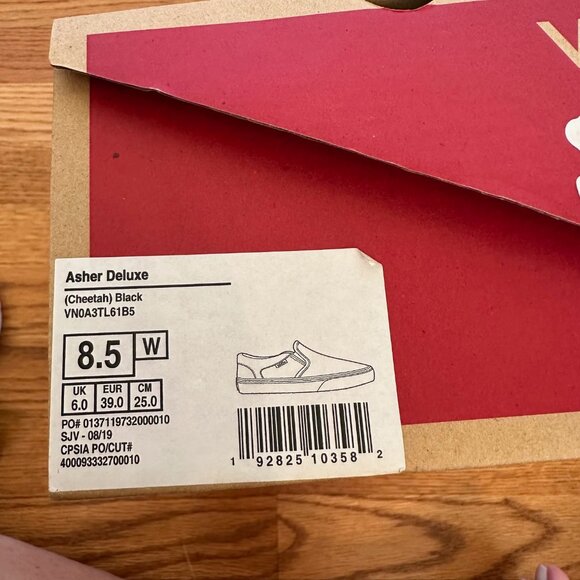 Asher Deluxe
(Cheetah) Black
VN0A3TL61B5
8.5 W
UK EUR CM
6.0 39.0 25.0
PO# 0137119732000010
SJV - 08/19
CPSIA PO/CUT#
400093332700010
1 92825 10358 2